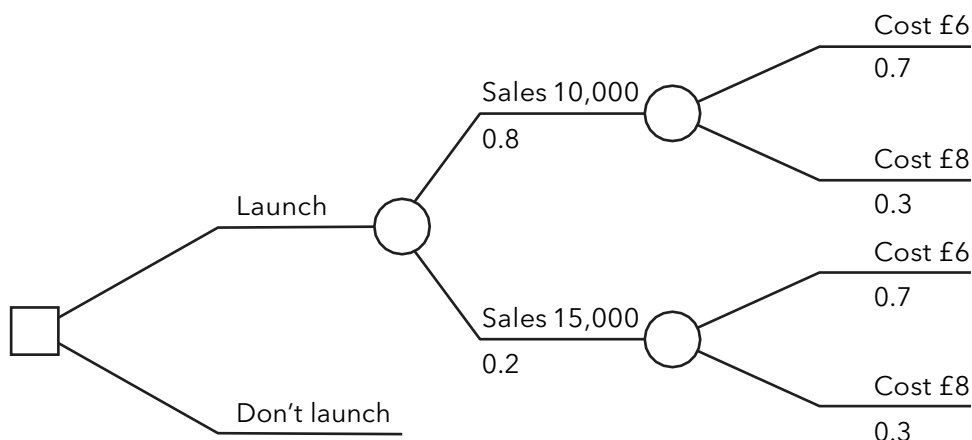 Cost £6
0.7
Sales 10,000
0.8
Cost £8
0.3
Launch
Cost £6
0.7
Sales 15,000
0.2
Cost £8
0.3
Don't launch